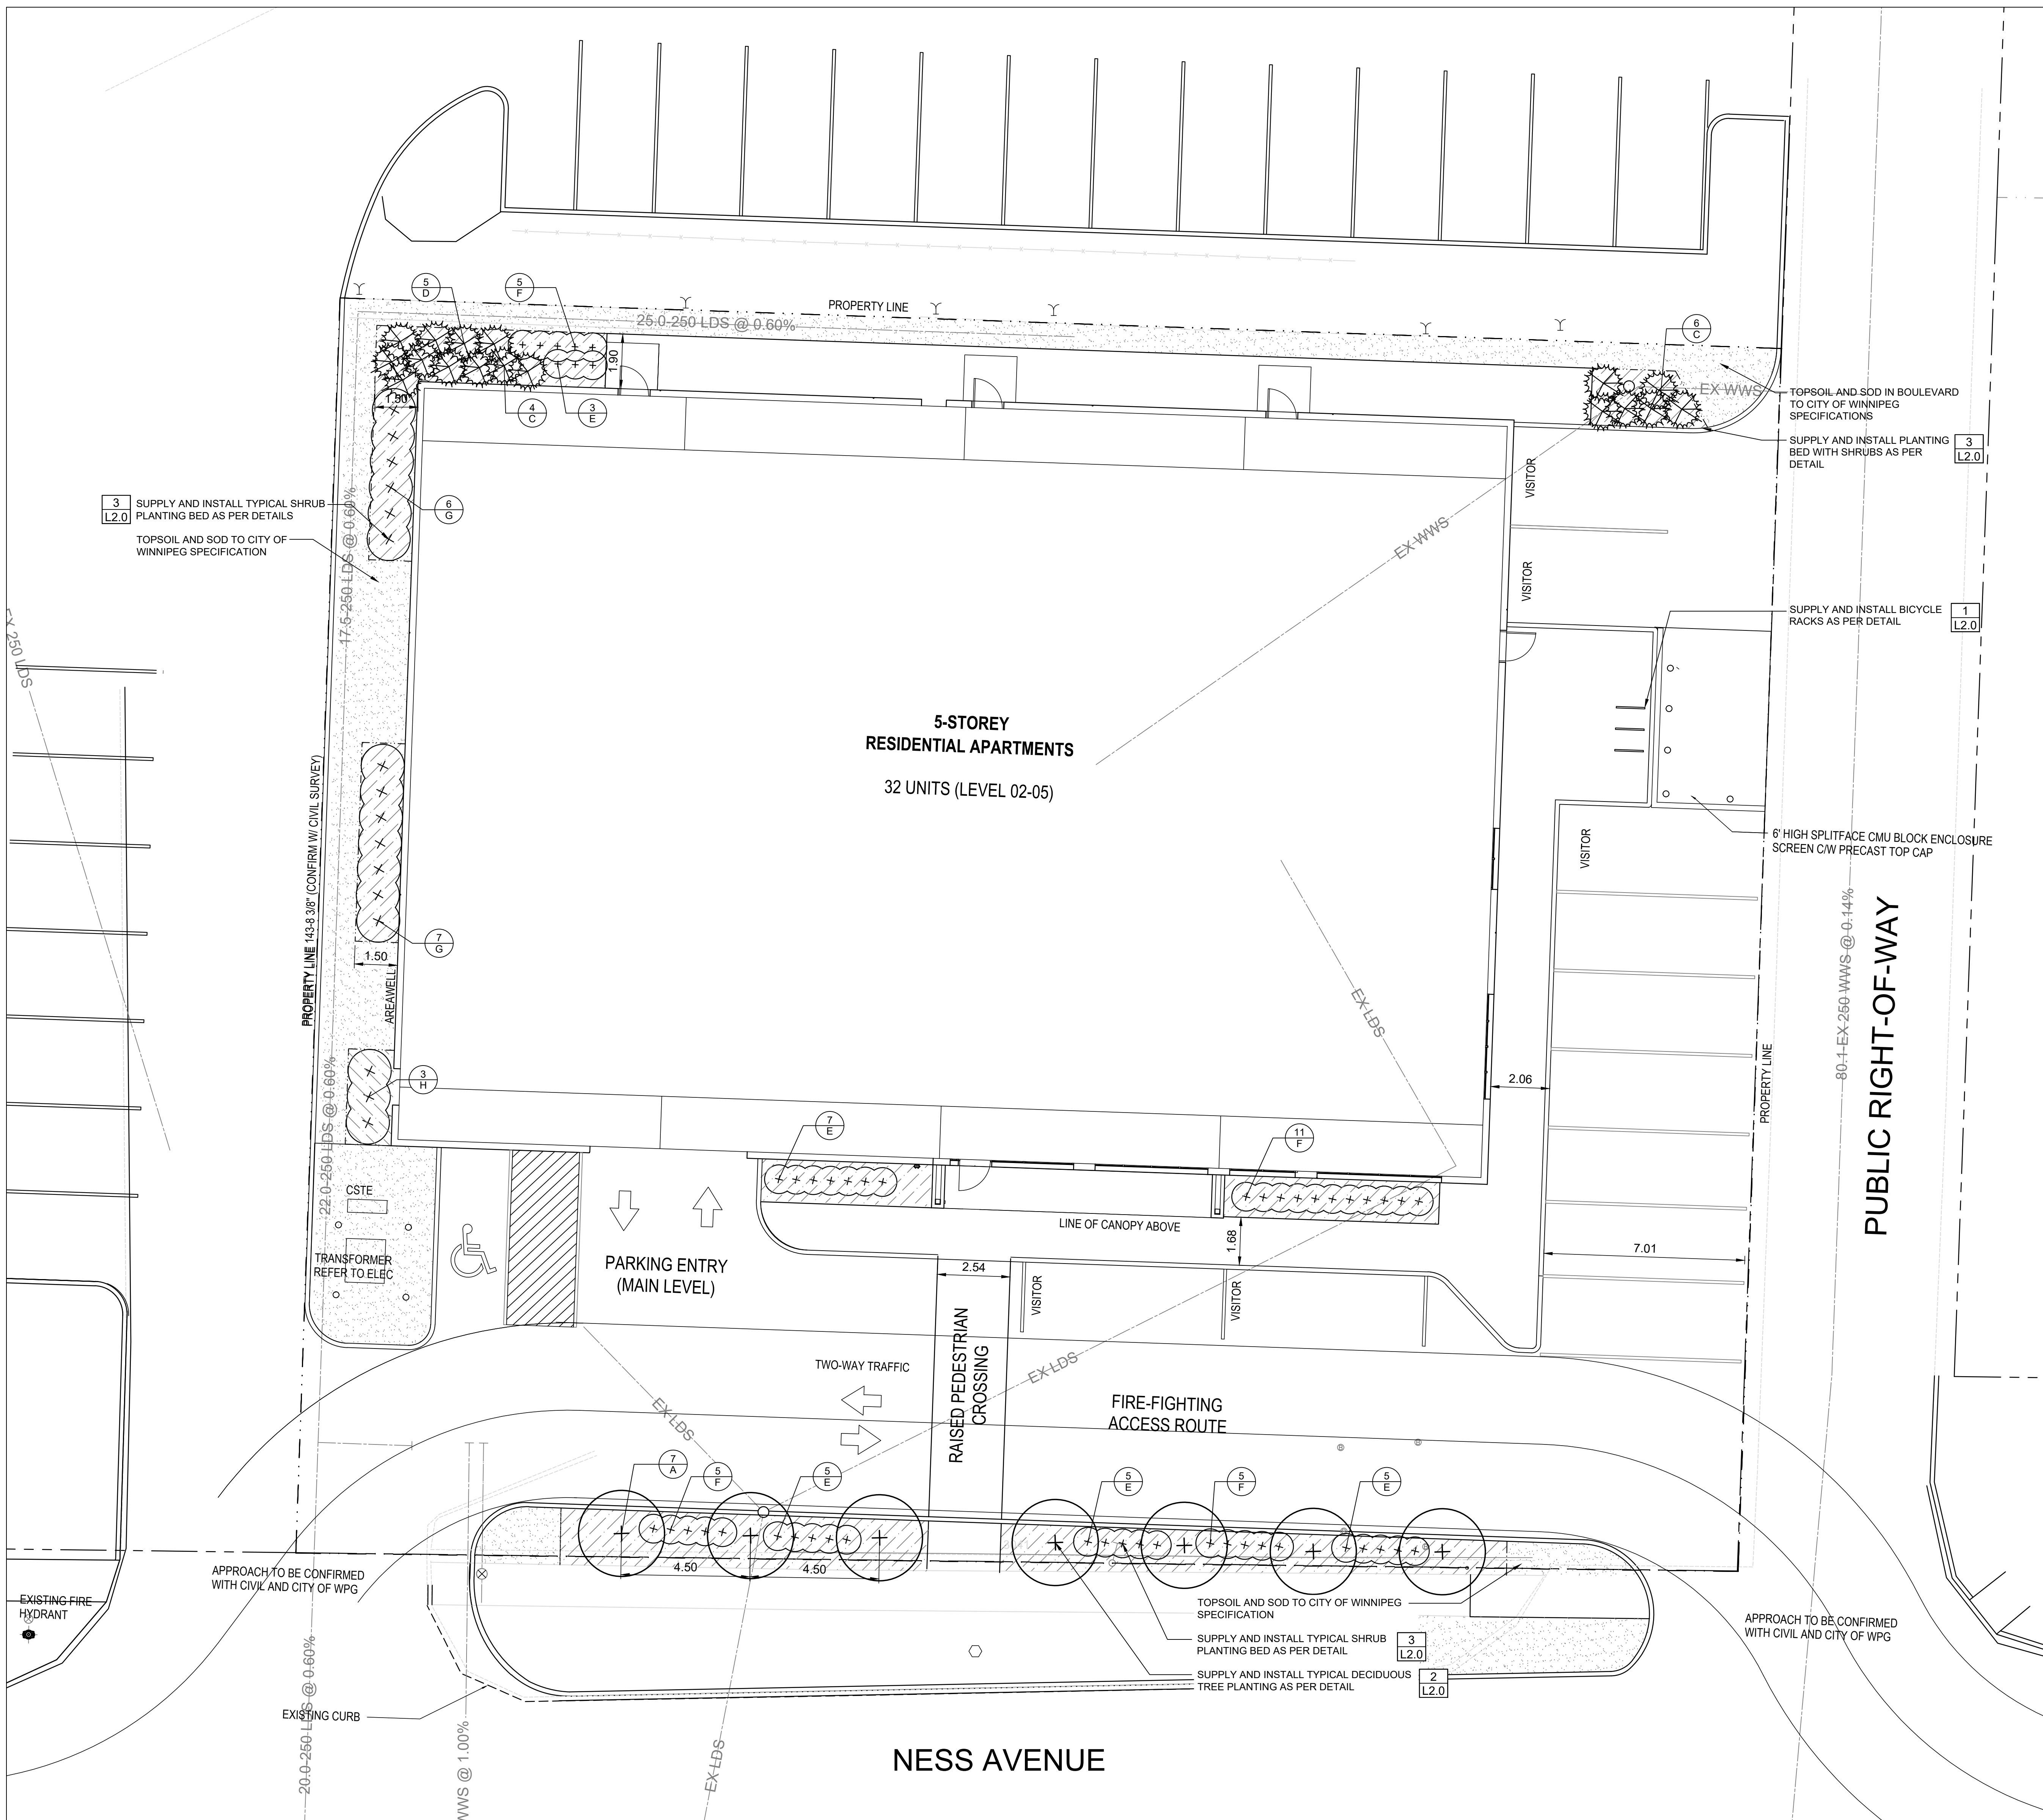 5
D
5
F
PROPERTY LINE
25.0-250 LDS @ 0.60%
1.90
6
C
EX WWS
TOPSOIL AND SOD IN BOULEVARD
TO CITY OF WINNIPEG
SPECIFICATIONS
1.50
4
C
3
E
SUPPLY AND INSTALL PLANTING
BED WITH SHRUBS AS PER
DETAIL
3
L2.0
VISITOR
3
L2.0
SUPPLY AND INSTALL TYPICAL SHRUB
PLANTING BED AS PER DETAILS
6
G
TOPSOIL AND SOD TO CITY OF
WINNIPEG SPECIFICATION
17.5-250 LDS @ 0.60%
EX WWS
VISITOR
SUPPLY AND INSTALL BICYCLE
RACKS AS PER DETAIL
1
L2.0
EX 250 LDS
5-STOREY
RESIDENTIAL APARTMENTS
32 UNITS (LEVEL 02-05)
PROPERTY LINE 143-8 3/8" (CONFIRM W/ CIVIL SURVEY)
VISITOR
6' HIGH SPLITFACE CMU BLOCK ENCLOSURE
SCREEN C/W PRECAST TOP CAP
7
G
1.50
AREAWELL
EX LDS
80.1-EX 250 WWS @ 0.14%
PUBLIC RIGHT-OF-WAY
PROPERTY LINE
3
H
22.0-250 LDS @ 0.60%
2.06
7
E
11
F
CSTE
TRANSFORMER
REFER TO ELEC
PARKING ENTRY
(MAIN LEVEL)
LINE OF CANOPY ABOVE
1.68
2.54
7.01
VISITOR
VISITOR
RAISED PEDESTRIAN
CROSSING
TWO-WAY TRAFFIC
EX LDS
EX LDS
FIRE-FIGHTING
ACCESS ROUTE
7
A
5
F
5
E
5
E
5
F
5
E
4.50
4.50
APPROACH TO BE CONFIRMED
WITH CIVIL AND CITY OF WPG
EXISTING FIRE
HYDRANT
TOPSOIL AND SOD TO CITY OF WINNIPEG
SPECIFICATION
SUPPLY AND INSTALL TYPICAL SHRUB
PLANTING BED AS PER DETAIL
3
L2.0
SUPPLY AND INSTALL TYPICAL DECIDUOUS
TREE PLANTING AS PER DETAIL
2
L2.0
APPROACH TO BE CONFIRMED
WITH CIVIL AND CITY OF WPG
EXISTING CURB
20.0-250 LDS @ 0.60%
WWS @ 1.00%
EX LDS
NESS AVENUE